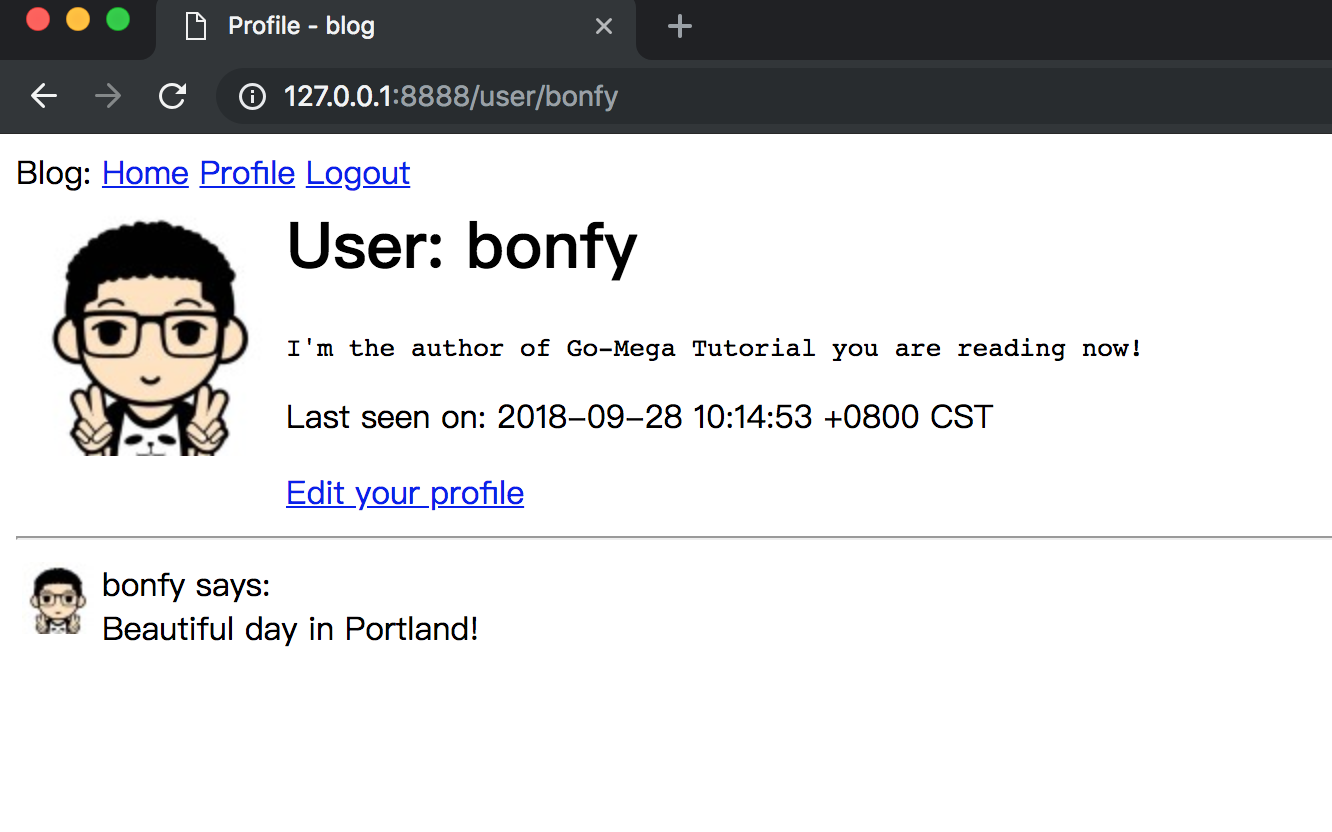 Profile - blog
127.0.0.1:8888/user/bonfy
Blog: Home Profile Logout
User: bonfy
I'm the author of Go-Mega Tutorial you are reading now!
Last seen on: 2018-09-28 10:14:53 +0800 CST
Edit your profile
bonfy says:
Beautiful day in Portland!